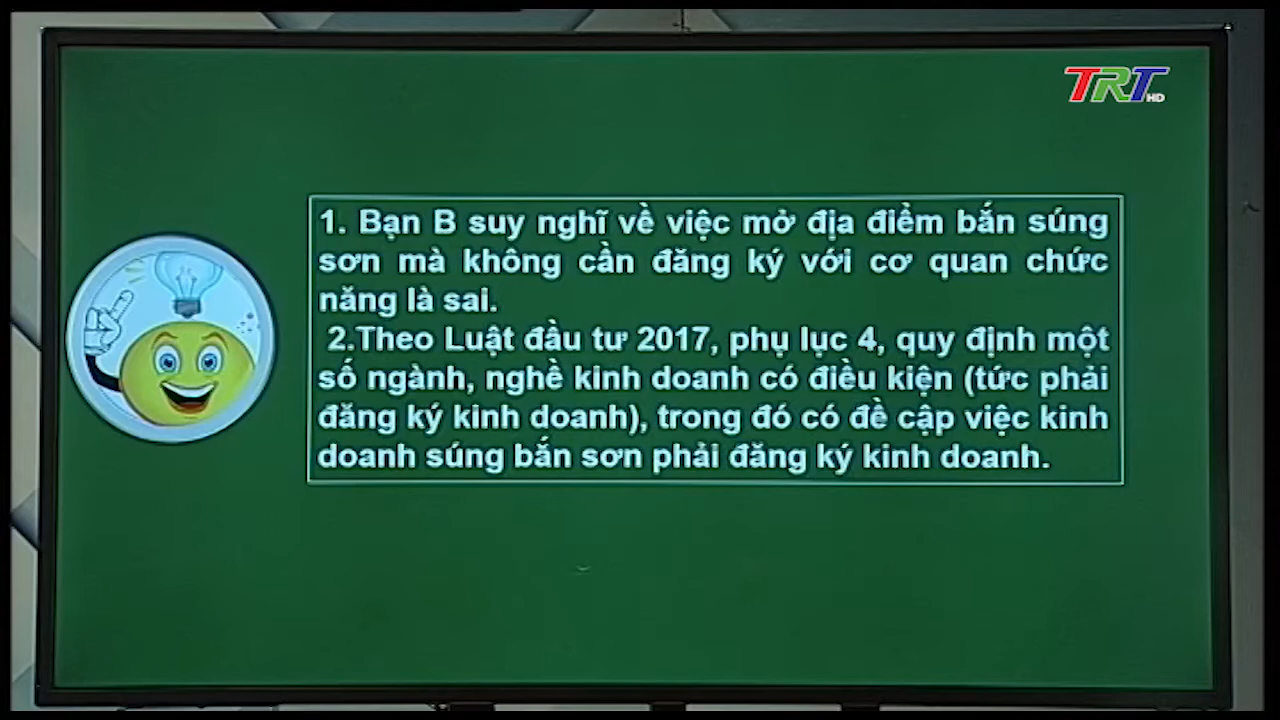 TRT HD
1. Bạn B suy nghĩ về việc mở địa điểm bắn súng
sơn mà không cần đăng ký với cơ quan chức
năng là sai.
2.Theo Luật đầu tư 2017, phụ lục 4, quy định một
số ngành, nghề kinh doanh có điều kiện (tức phải
đăng ký kinh doanh), trong đó có đề cập việc kinh
doanh súng bắn sơn phải đăng ký kinh doanh.